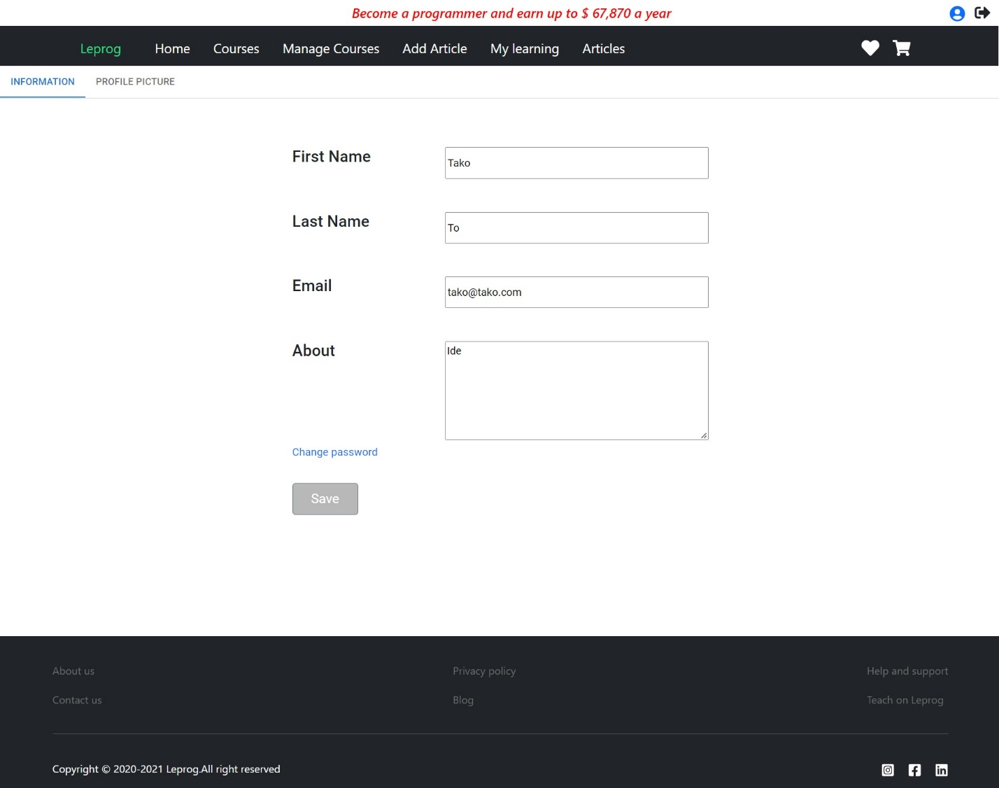 Become a programmer and earn up to $ 67,870 a year
Leprog Home Courses Manage Courses Add Article My learning Articles
INFORMATION PROFILE PICTURE
First Name Tako
Last Name To
Email tako@tako.com
About Ide
Change password
Save
About us Privacy policy Help and support
Contact us Blog Teach on Leprog
Copyright © 2020-2021 Leprog.All right reserved